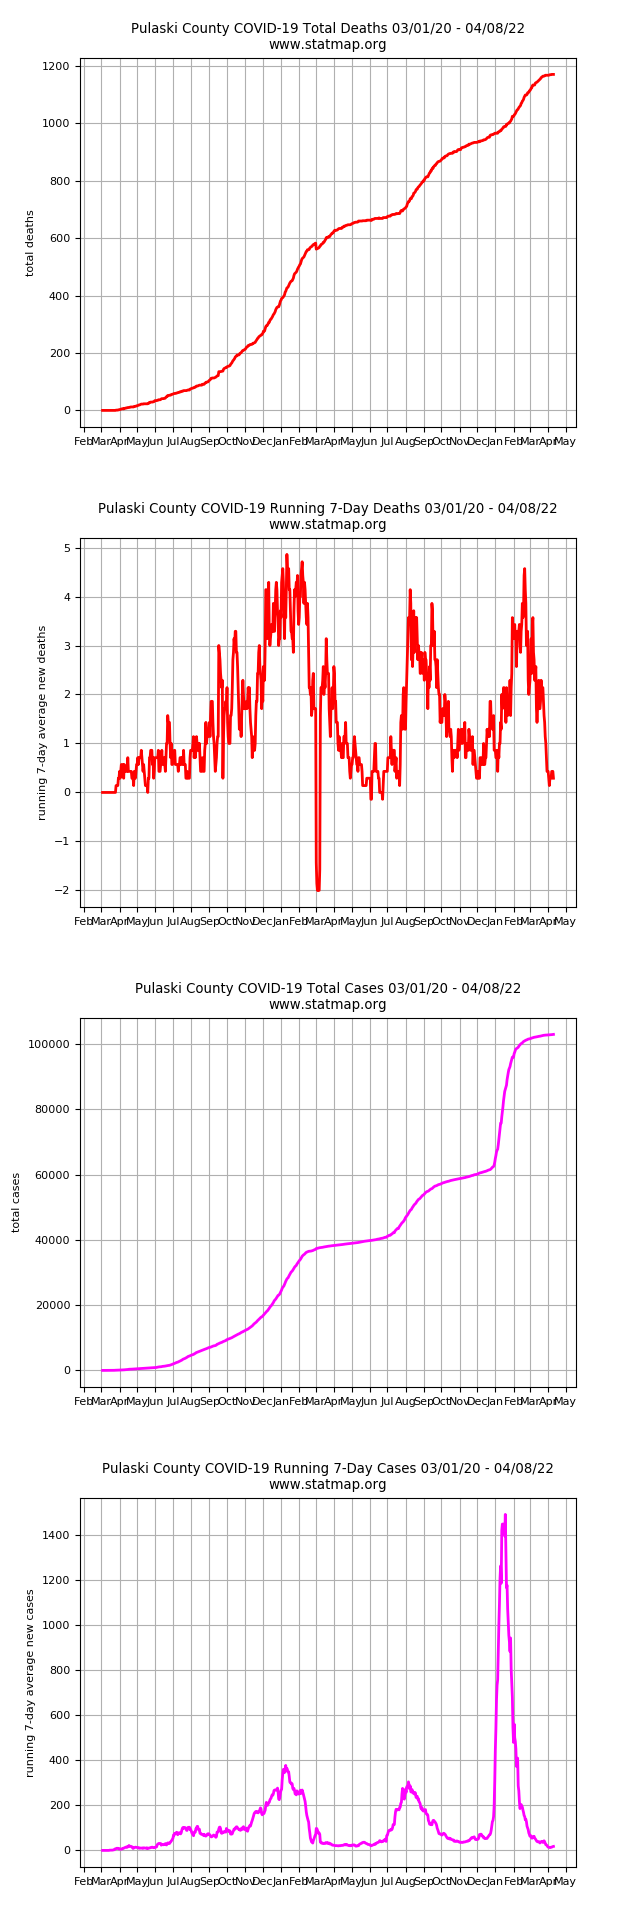 Pulaski County COVID-19 Total Deaths 03/01/20 - 04/08/22
www.statmap.org
1200
1000
800
600
400
200
0
total deaths
Feb Mar Apr May Jun Jul Aug Sep Oct Nov Dec Jan Feb Mar Apr May Jun Jul Aug Sep Oct Nov Dec Jan Feb Mar Apr May
Pulaski County COVID-19 Running 7-Day Deaths 03/01/20 - 04/08/22
www.statmap.org
5
4
3
2
1
0
−1
−2
running 7-day average new deaths
Feb Mar Apr May Jun Jul Aug Sep Oct Nov Dec Jan Feb Mar Apr May Jun Jul Aug Sep Oct Nov Dec Jan Feb Mar Apr May
Pulaski County COVID-19 Total Cases 03/01/20 - 04/08/22
www.statmap.org
100000
80000
60000
40000
20000
0
total cases
Feb Mar Apr May Jun Jul Aug Sep Oct Nov Dec Jan Feb Mar Apr May Jun Jul Aug Sep Oct Nov Dec Jan Feb Mar Apr May
Pulaski County COVID-19 Running 7-Day Cases 03/01/20 - 04/08/22
www.statmap.org
1400
1200
1000
800
600
400
200
0
running 7-day average new cases
Feb Mar Apr May Jun Jul Aug Sep Oct Nov Dec Jan Feb Mar Apr May Jun Jul Aug Sep Oct Nov Dec Jan Feb Mar Apr May